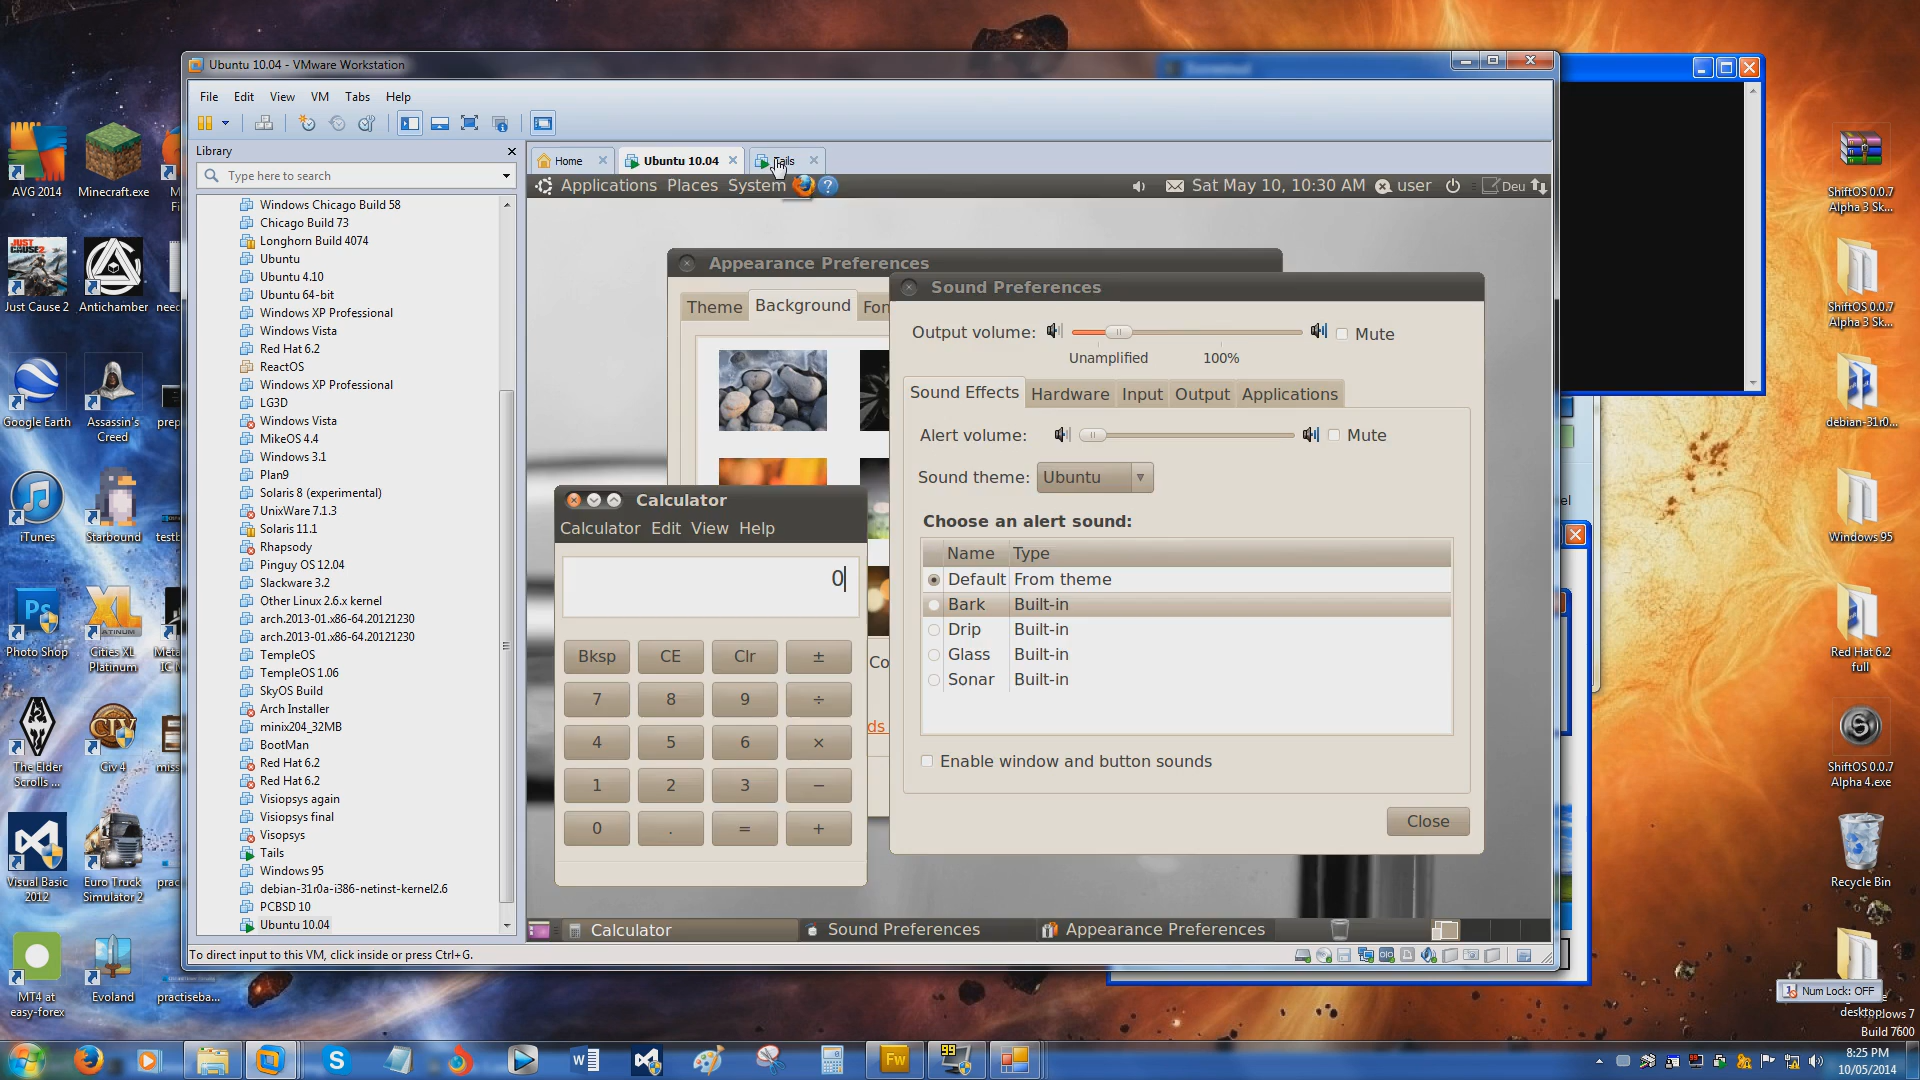 Ubuntu 10.04 - VMware Workstation
File Edit View VM Tabs Help
Library
Type here to search
Windows Chicago Build 58
Chicago Build 73
Longhorn Build 4074
Ubuntu
Ubuntu 4.10
Ubuntu 64-bit
Windows XP Professional
Windows Vista
Red Hat 6.2
ReactOS
Windows XP Professional
LG3D
Windows Vista
MikeOS 4.4
Windows 3.1
Plan9
Solaris 8 (experimental)
UnixWare 7.1.3
Solaris 11.1
Rhapsody
Pinguy OS 12.04
Slackware 3.2
Other Linux 2.6.x kernel
arch.2013-01.x86-64.20121230
arch.2013-01.x86-64.20121230
TempleOS
TempleOS 1.06
SkyOS Build
Arch Installer
minix204_32MB
BootMan
Red Hat 6.2
Red Hat 6.2
Visiopsys again
Visiopsys final
Visopsys
Tails
Windows 95
debian-31r0a-i386-netinst-kernel2.6
PCBSD 10
Ubuntu 10.04
To direct input to this VM, click inside or press Ctrl+G.
Home Ubuntu 10.04 Tails
Applications Places System Sat May 10, 10:30 AM user Deu
Appearance Preferences
Theme Background Fon
Co
ds
Sound Preferences
Output volume: Mute
Unamplified 100%
Sound Effects Hardware Input Output Applications
Alert volume: Mute
Sound theme: Ubuntu
Choose an alert sound:
Name Type
Default From theme
Bark Built-in
Drip Built-in
Glass Built-in
Sonar Built-in
Enable window and button sounds
Close
Calculator
Calculator Edit View Help
0
Bksp CE Clr ±
7 8 9 ÷
4 5 6 ×
1 2 3 −
0 . = +
Calculator Sound Preferences Appearance Preferences
AVG 2014
Minecraft.exe
Just Cause 2
Antichamber
need
Google Earth
Assassin's
Creed
prep
iTunes
Starbound
testb
Photo Shop
Cities XL
Platinum
The Elder
Scrolls ...
Civ 4
miss
Visual Basic
2012
Euro Truck
Simulator 2
prac
MT4 at
easy-forex
Evoland
practiseba...
ShiftOS 0.0.7
Alpha 3 Sk...
ShiftOS 0.0.7
Alpha 3 Sk...
debian-31r0...
Windows 95
Red Hat 6.2
full
ShiftOS 0.0.7
Alpha 4.exe
Recycle Bin
Num Lock: OFF
desktop
Build 7600
8:25 PM
10/05/2014